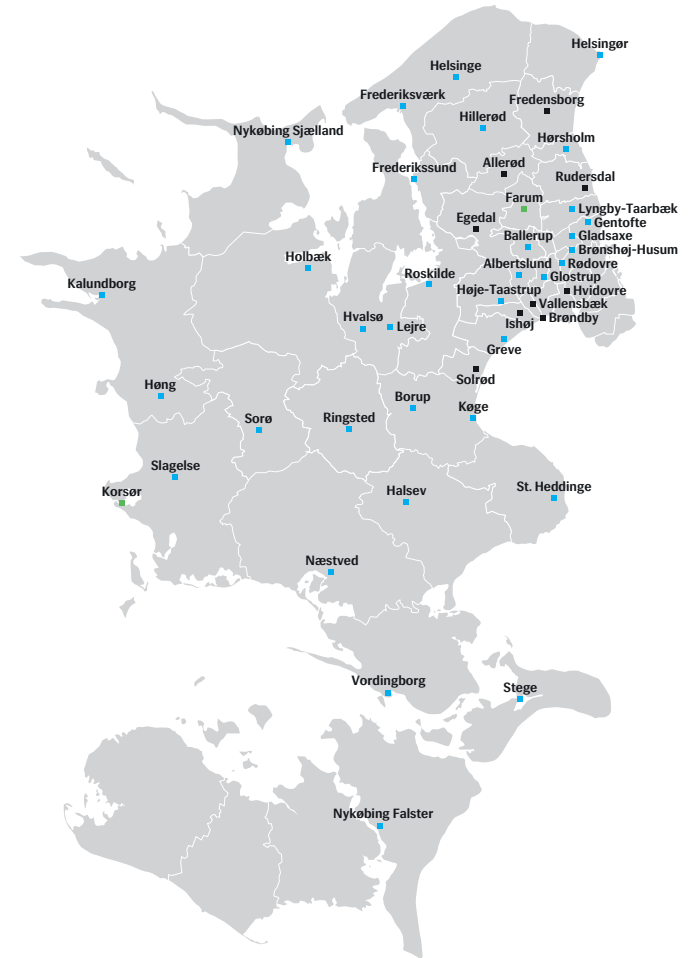 Helsingør
Helsinge
Frederiksværk
Fredensborg
Hillerød
Nykøbing Sjælland
Hørsholm
Allerød
Frederikssund
Rudersdal
Farum
Lyngby-Taarbæk
Egedal
Gentofte
Ballerup
Gladsaxe
Brønshøj-Husum
Holbæk
Albertslund
Rødovre
Roskilde
Glostrup
Kalundborg
Høje-Taastrup
Hvidovre
Vallensbæk
Hvalsø
Lejre
Ishøj
Brøndby
Greve
Solrød
Høng
Borup
Køge
Sorø
Ringsted
Slagelse
Korsør
Halsev
St. Heddinge
Næstved
Vordingborg
Stege
Nykøbing Falster